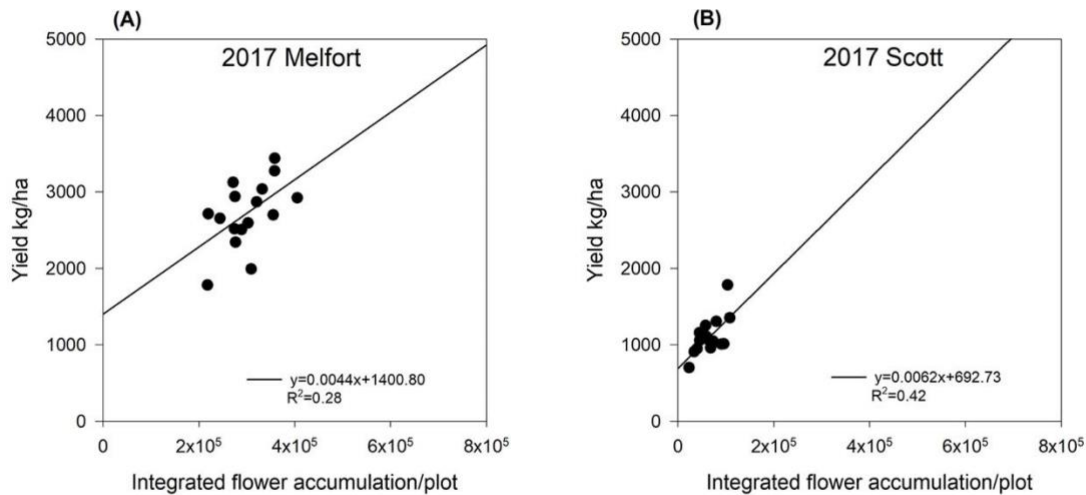 (A)
2017 Melfort
5000
4000
3000
2000
1000
0
Yield kg/ha
y=0.0044x+1400.80
R²=0.28
0 2x10⁵ 4x10⁵ 6x10⁵ 8x10⁵
Integrated flower accumulation/plot
(B)
2017 Scott
5000
4000
3000
2000
1000
0
Yield kg/ha
y=0.0062x+692.73
R²=0.42
0 2x10⁵ 4x10⁵ 6x10⁵ 8x10⁵
Integrated flower accumulation/plot